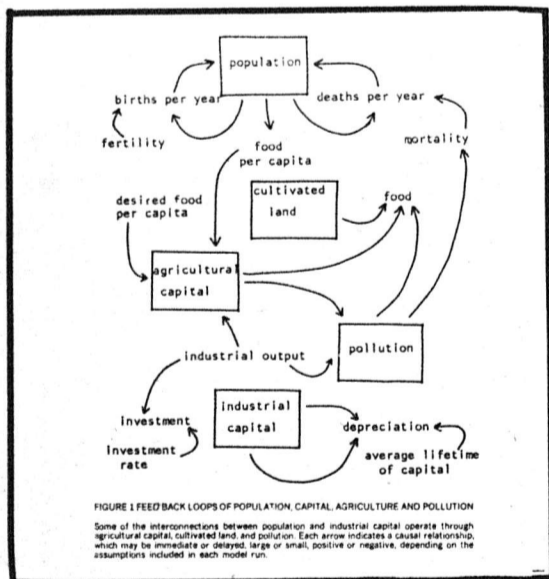 population
births per year
deaths per year
fertility
mortality
food
per capita
desired food
per capita
cultivated
land
food
agricultural
capital
industrial output
pollution
investment
industrial
capital
depreciation
Investment
rate
average lifetime
of capital
FIGURE 1 FEED BACK LOOPS OF POPULATION, CAPITAL, AGRICULTURE AND POLLUTION
Some of the interconnections between population and industrial capital operate through
agricultural capital, cultivated land, and pollution. Each arrow indicates a causal relationship,
which may be immediate or delayed, large or small, positive or negative, depending on the
assumptions included in each model run.